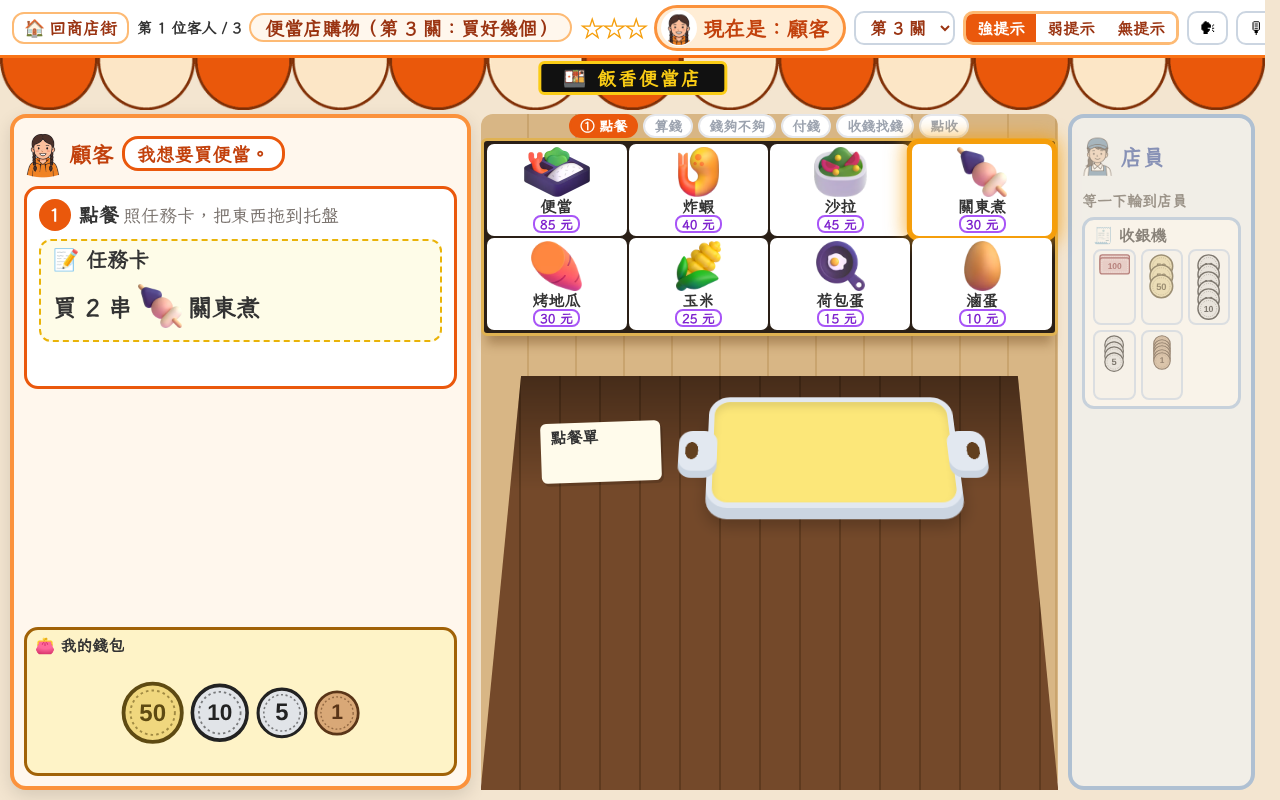 🏠 回商店街
第 1 位客人 / 3
便當店購物（第 3 關：買好幾個）
☆☆☆
現在是：顧客
第 3 關
強提示
弱提示
無提示
🍱 飯香便當店
顧客
我想要買便當。
1 點餐 照任務卡，把東西拖到托盤
📝 任務卡
買 2 串 關東煮
👛 我的錢包
50
10
5
1
① 點餐
算錢
錢夠不夠
付錢
收錢找錢
點收
便當
85 元
炸蝦
40 元
沙拉
45 元
關東煮
30 元
烤地瓜
30 元
玉米
25 元
荷包蛋
15 元
滷蛋
10 元
點餐單
店員
等一下輪到店員
🧾 收銀機
100
50
10
5
1